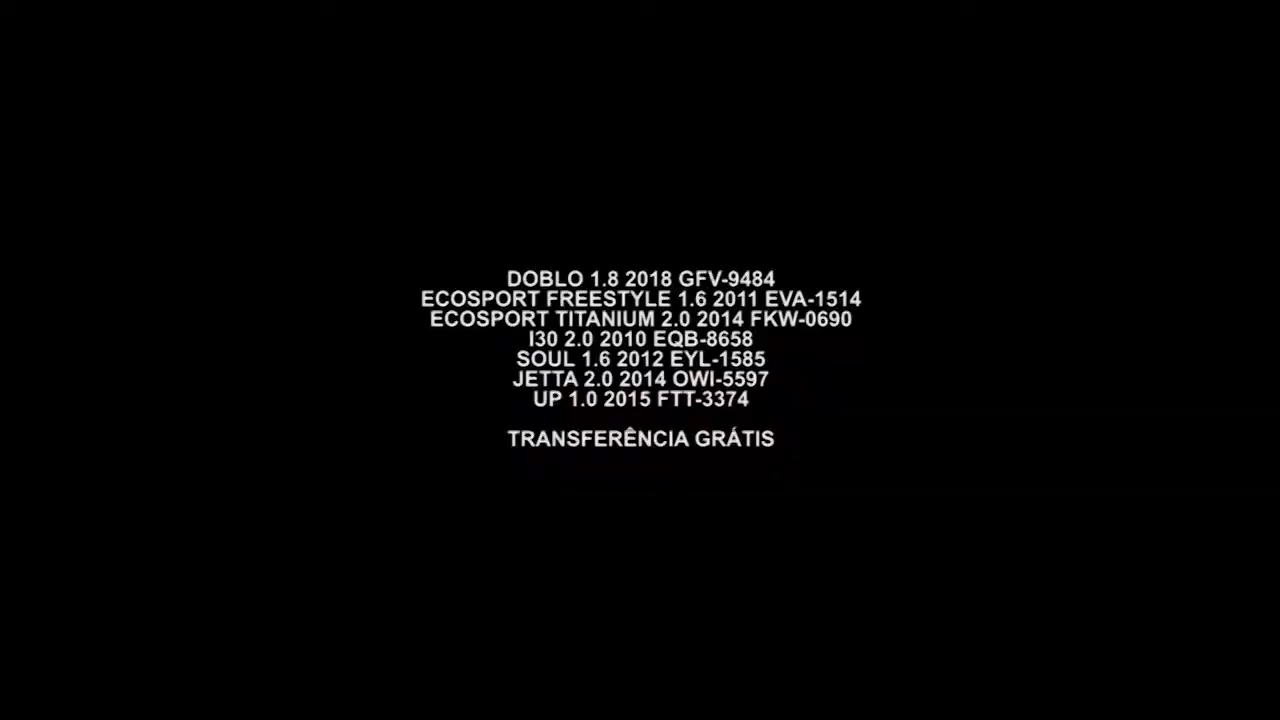 DOBLO 1.8 2018 GFV-9484
ECOSPORT FREESTYLE 1.6 2011 EVA-1514
ECOSPORT TITANIUM 2.0 2014 FKW-0690
I30 2.0 2010 EQB-8658
SOUL 1.6 2012 EYL-1585
JETTA 2.0 2014 OWI-5597
UP 1.0 2015 FTT-3374
TRANSFERÊNCIA GRÁTIS